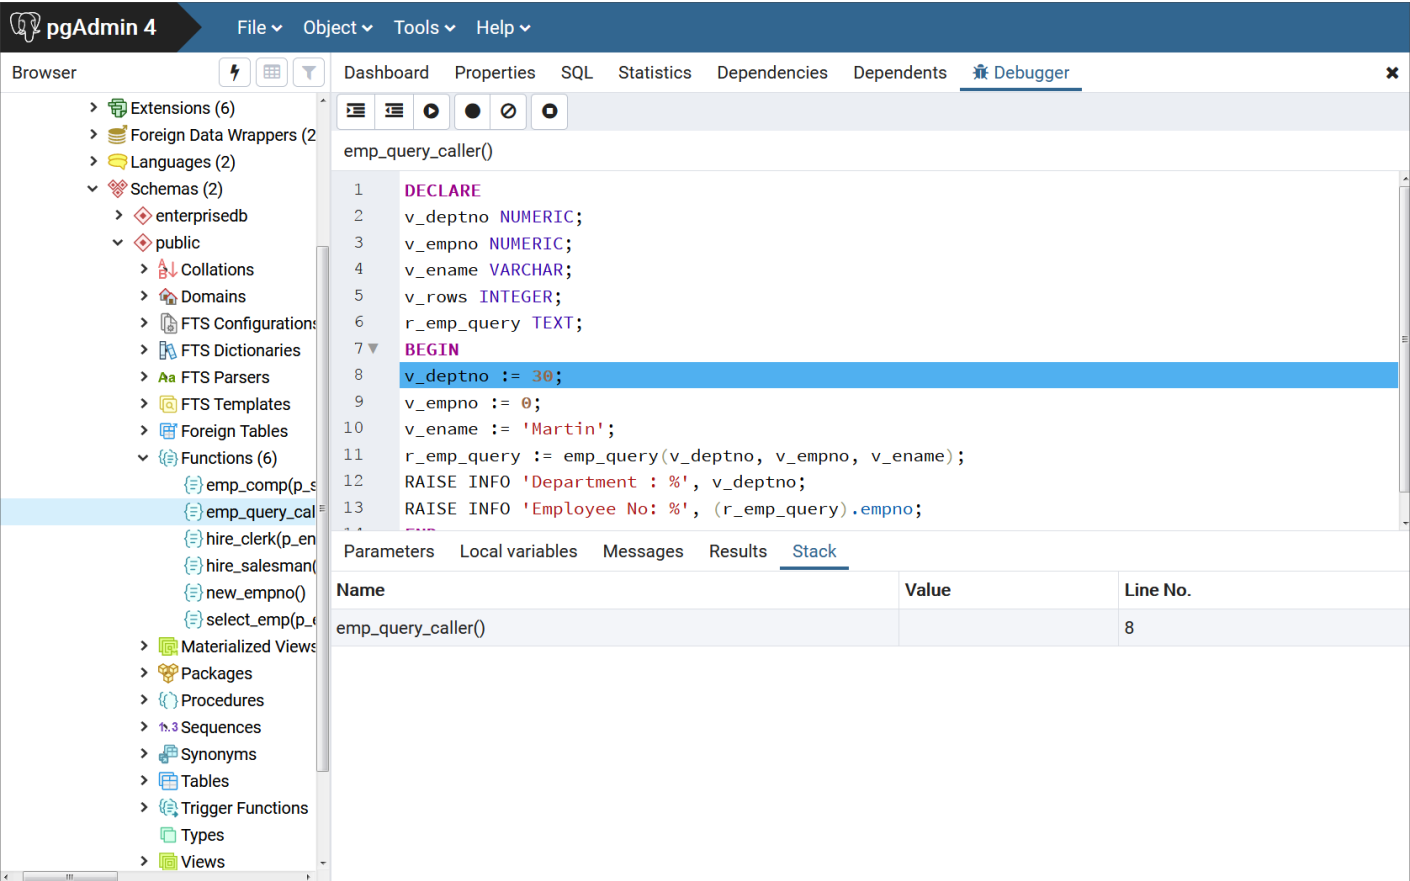 pgAdmin 4 File Object Tools Help
Browser
Dashboard Properties SQL Statistics Dependencies Dependents Debugger
Extensions (6)
Foreign Data Wrappers (2
Languages (2)
Schemas (2)
enterprisedb
public
Collations
Domains
FTS Configurations
FTS Dictionaries
Aa FTS Parsers
FTS Templates
Foreign Tables
Functions (6)
emp_comp(p_s
emp_query_cal
hire_clerk(p_en
hire_salesman(
new_empno()
select_emp(p_e
Materialized Views
Packages
Procedures
1..3 Sequences
Synonyms
Tables
Trigger Functions
Types
Views
emp_query_caller()
1 DECLARE
2 v_deptno NUMERIC;
3 v_empno NUMERIC;
4 v_ename VARCHAR;
5 v_rows INTEGER;
6 r_emp_query TEXT;
7 BEGIN
8 v_deptno := 30;
9 v_empno := 0;
10 v_ename := 'Martin';
11 r_emp_query := emp_query(v_deptno, v_empno, v_ename);
12 RAISE INFO 'Department : %', v_deptno;
13 RAISE INFO 'Employee No: %', (r_emp_query).empno;
Parameters Local variables Messages Results Stack
Name Value Line No.
emp_query_caller() 8